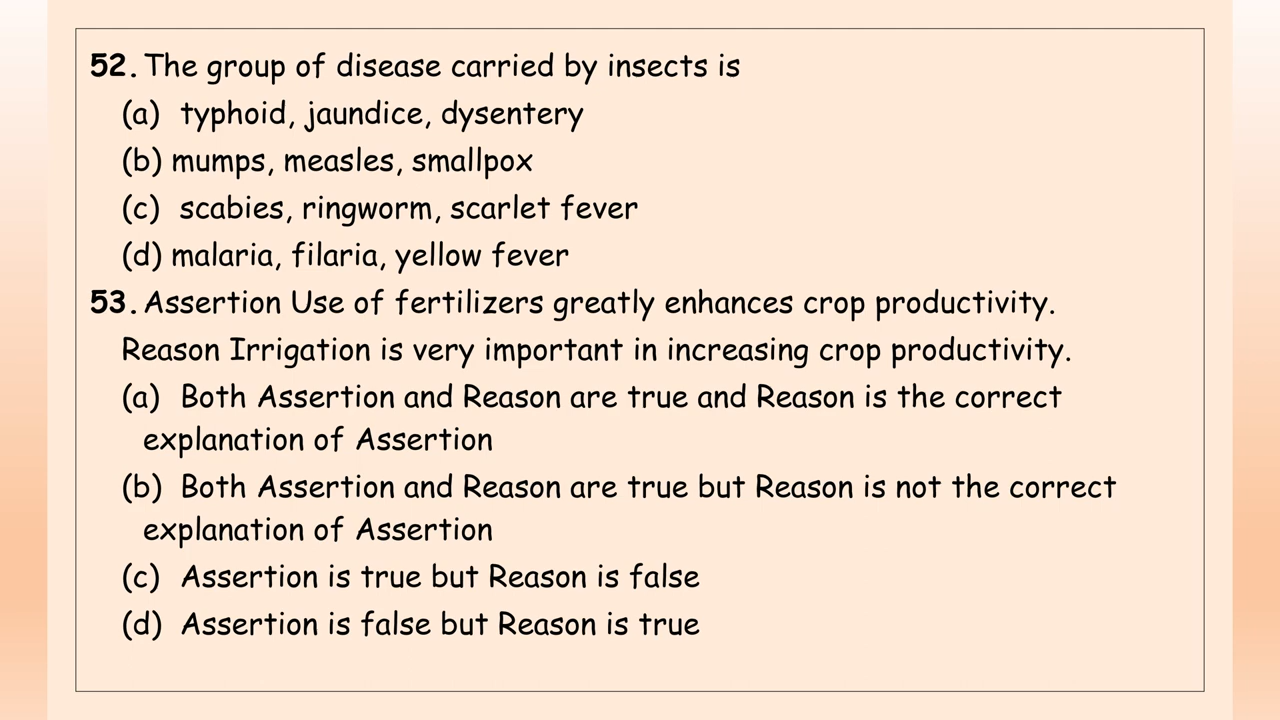 52. The group of disease carried by insects is
(a) typhoid, jaundice, dysentery
(b) mumps, measles, smallpox
(c) scabies, ringworm, scarlet fever
(d) malaria, filaria, yellow fever
53. Assertion Use of fertilizers greatly enhances crop productivity.
Reason Irrigation is very important in increasing crop productivity.
(a) Both Assertion and Reason are true and Reason is the correct
explanation of Assertion
(b) Both Assertion and Reason are true but Reason is not the correct
explanation of Assertion
(c) Assertion is true but Reason is false
(d) Assertion is false but Reason is true